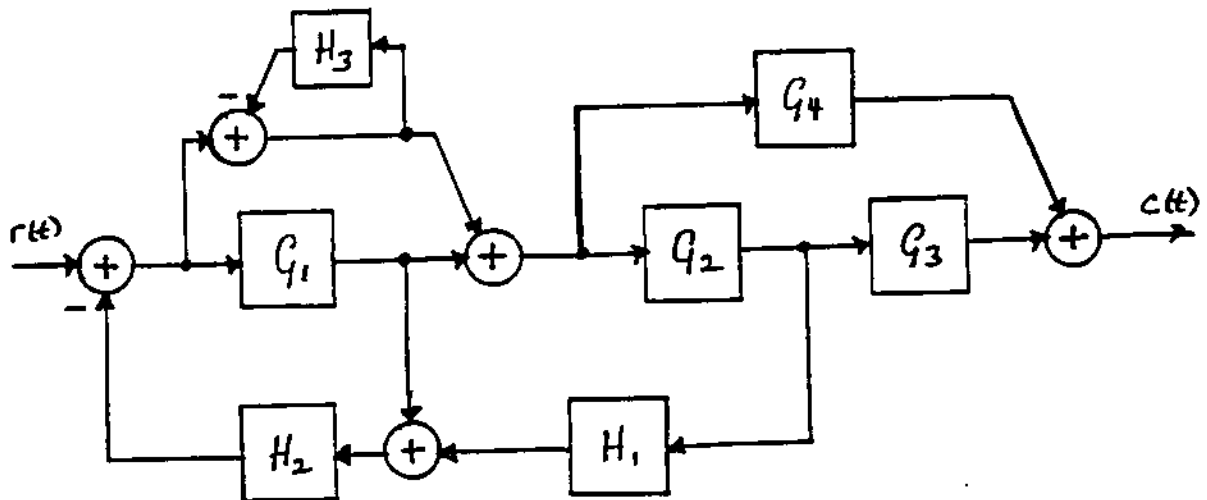 H₃
−
G₄
r(t)
+
c(t)
+
G₁
+
G₂
G₃
+
−
H₂
+
H₁